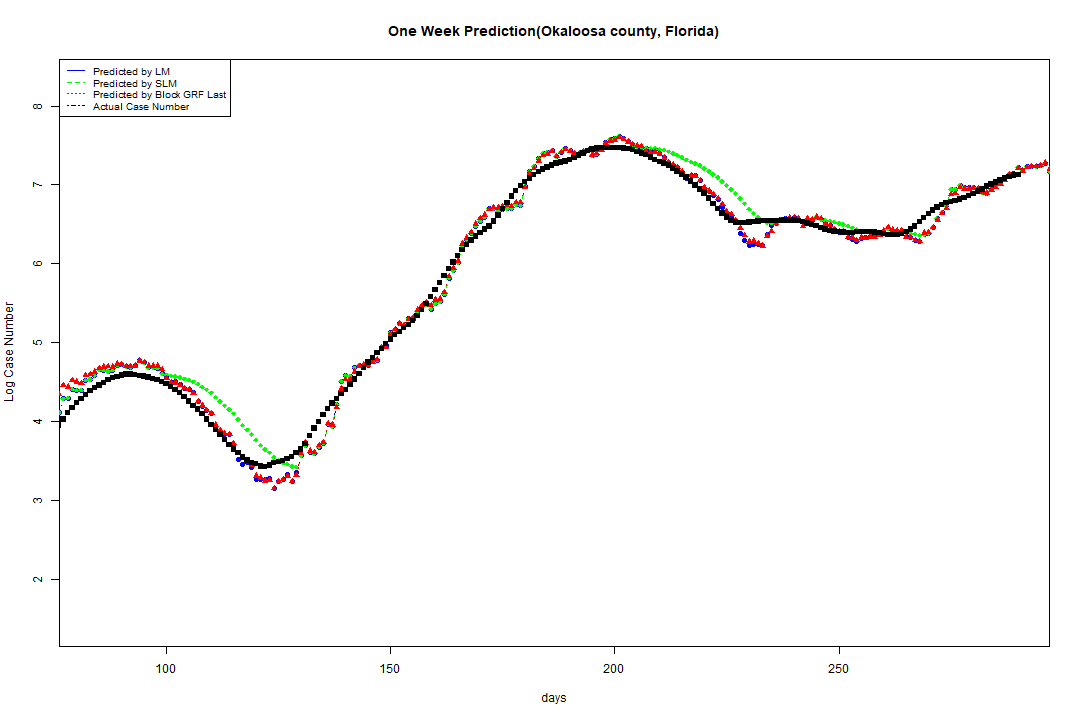 One Week Prediction(Okaloosa county, Florida)
Predicted by LM
Predicted by SLM
Predicted by Block GRF Last
Actual Case Number
8
7
6
5
4
3
2
Log Case Number
100
150
200
250
days